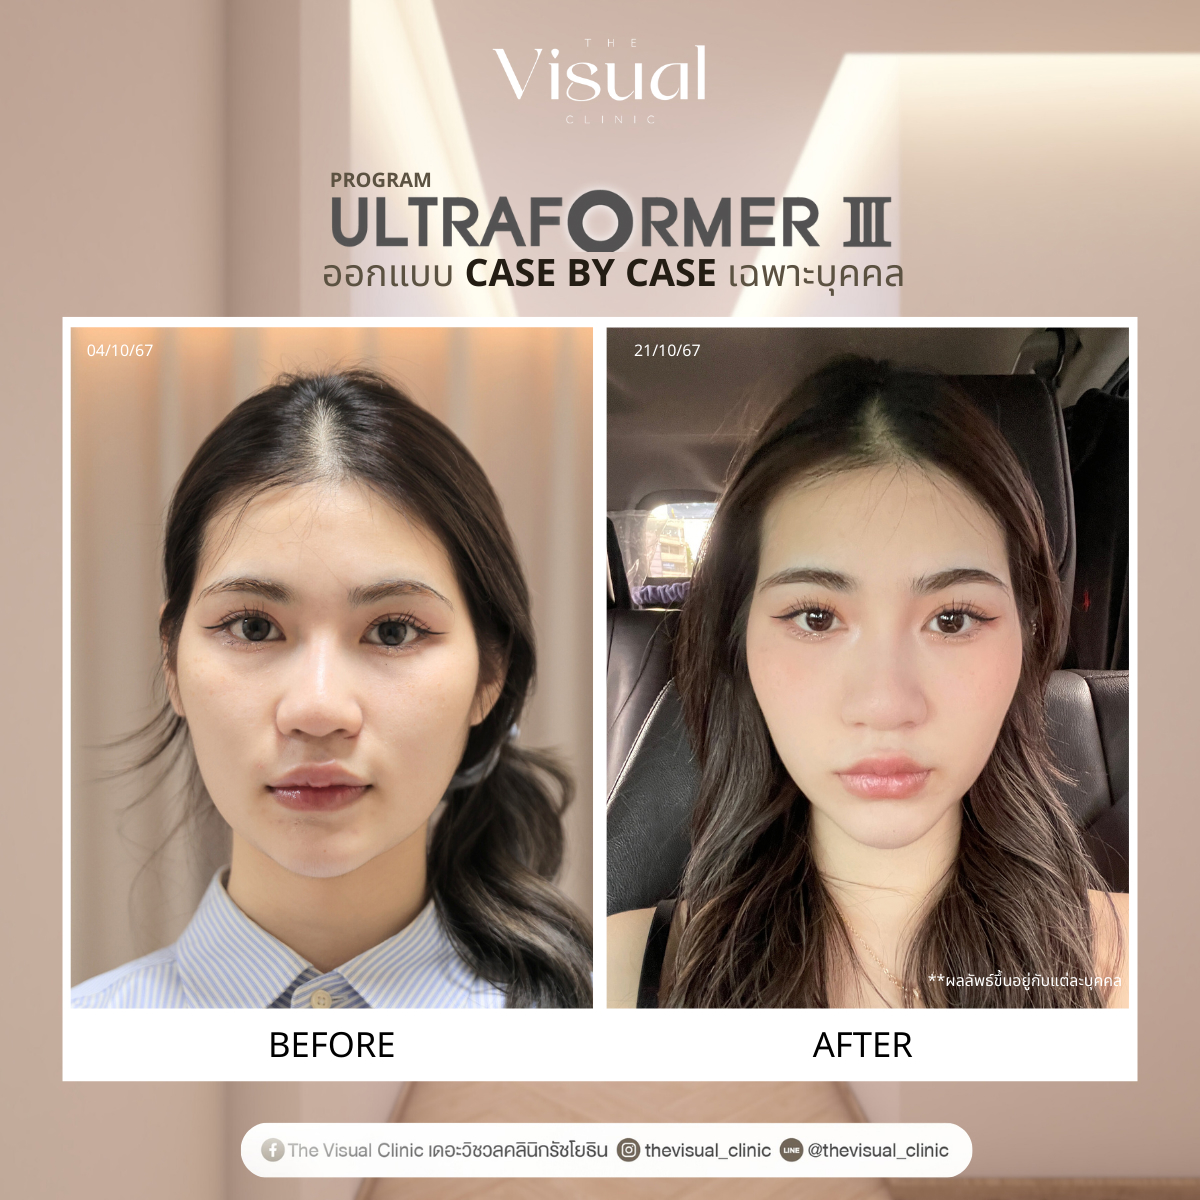 THE
Visual
CLINIC
PROGRAM
ULTRAFORMER III
ออกแบบ CASE BY CASE เฉพาะบุคคล
04/10/67
21/10/67
**ผลลัพธ์ขึ้นอยู่กับแต่ละบุคคล
BEFORE
AFTER
The Visual Clinic เดอะวิชวลคลินิกรัชโยธิน thevisual_clinic LINE @thevisual_clinic